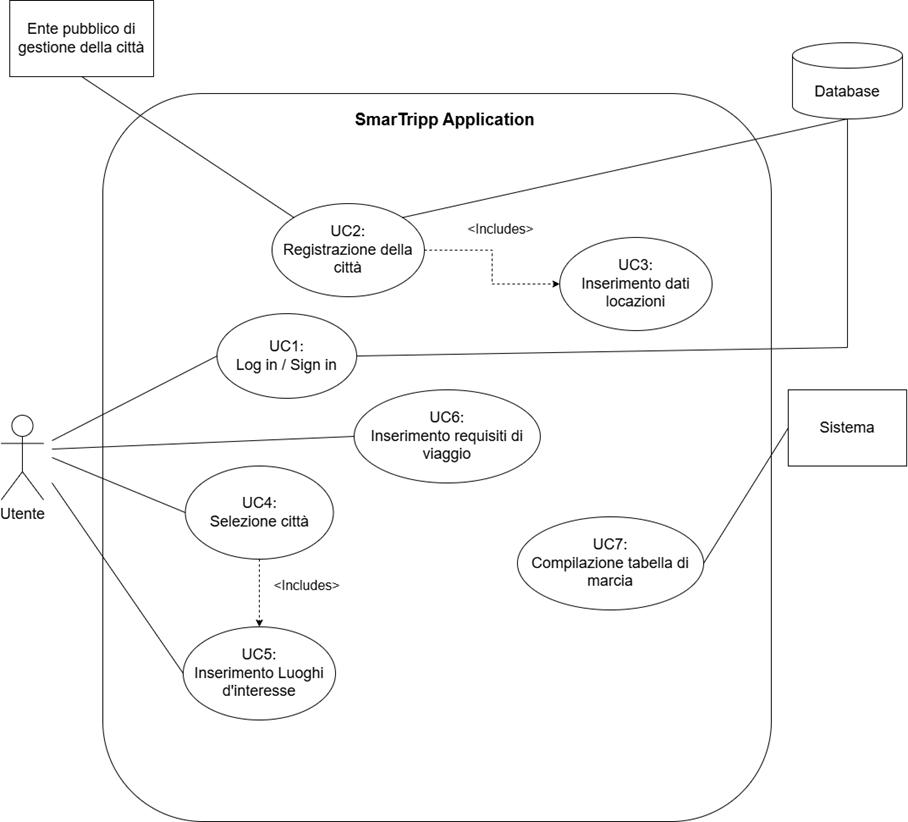 Ente pubblico di
gestione della città
Database
SmarTripp Application
UC2:
Registrazione della
città
<Includes>
UC3:
Inserimento dati
locazioni
UC1:
Log in / Sign in
UC6:
Inserimento requisiti di
viaggio
Sistema
Utente
UC4:
Selezione città
UC7:
Compilazione tabella di
marcia
<Includes>
UC5:
Inserimento Luoghi
d'interesse